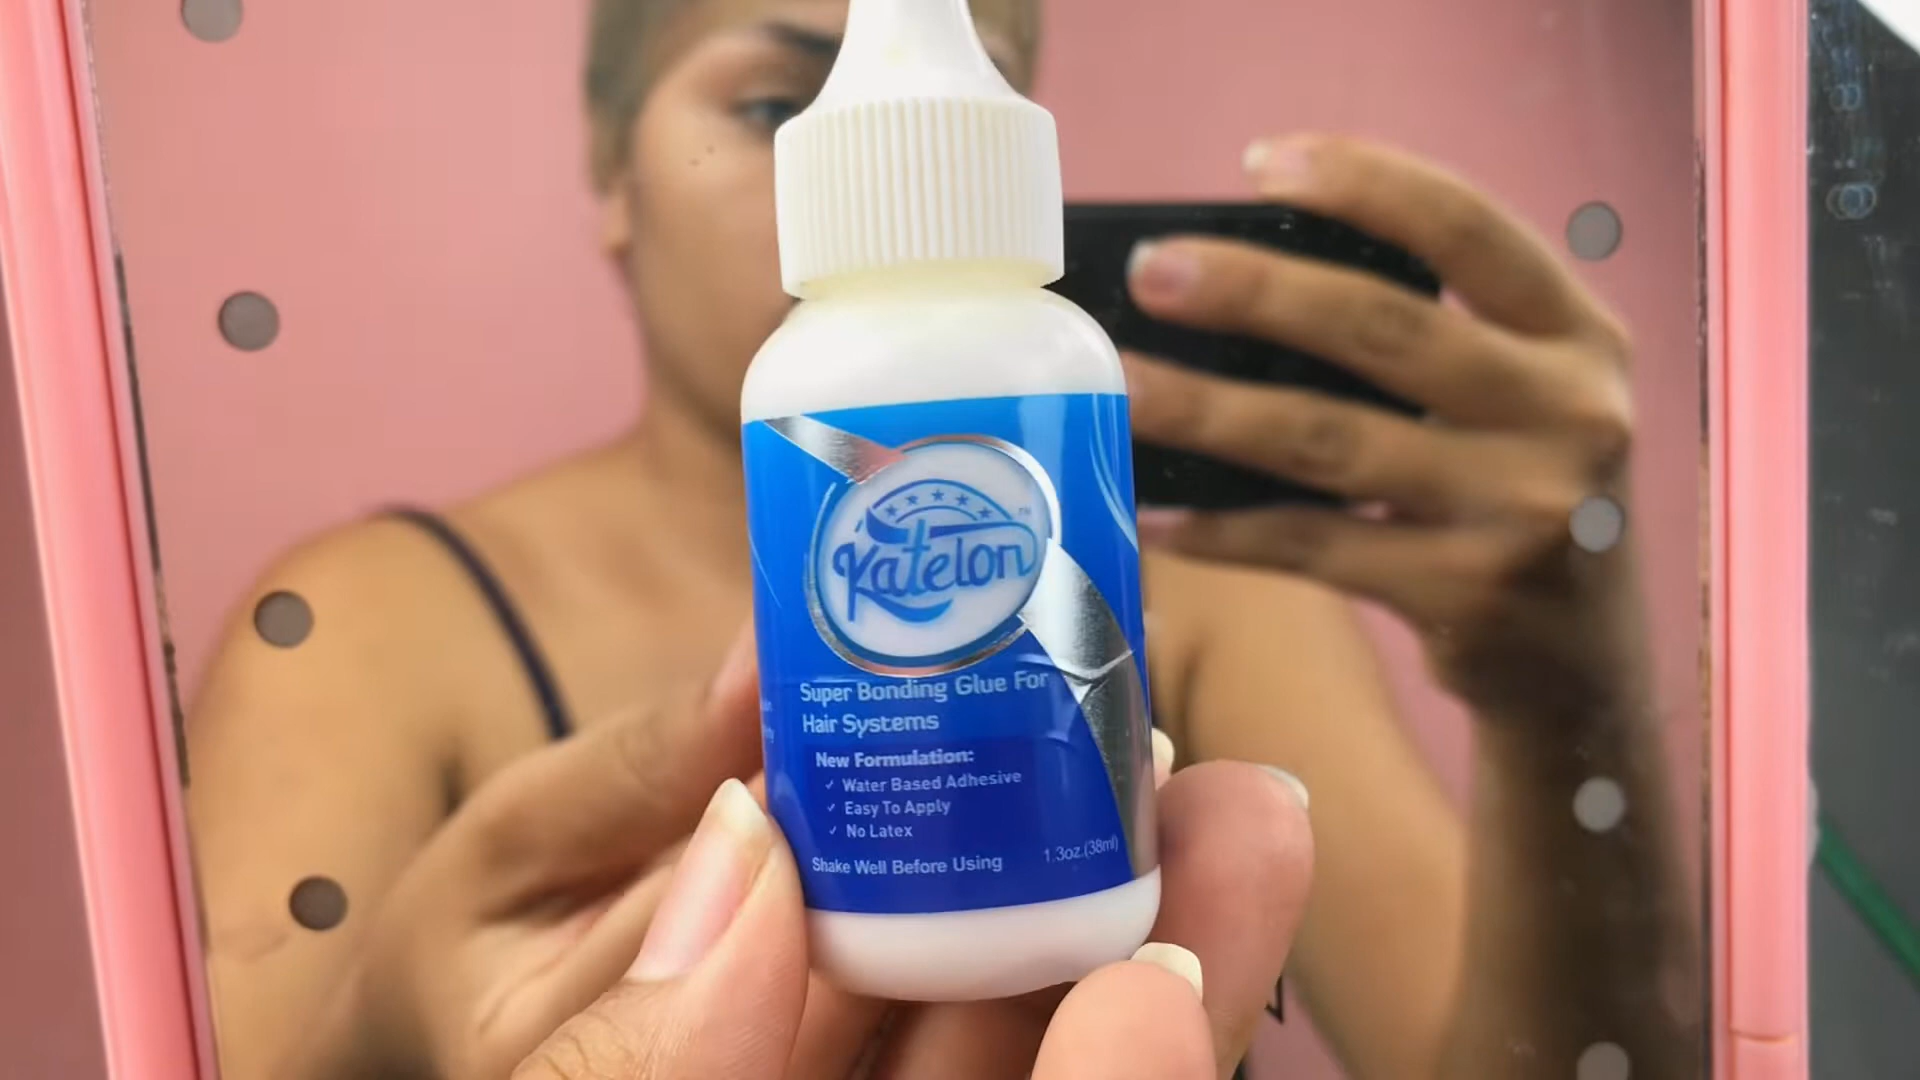 Katelon
TM
Super Bonding Glue For
Hair Systems
New Formulation:
✓ Water Based Adhesive
✓ Easy To Apply
✓ No Latex
Shake Well Before Using
1.3oz.(38ml)